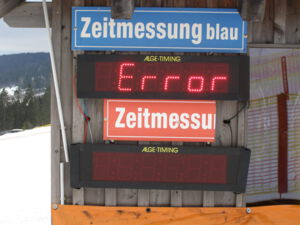 Zeitmessung blau
ALGE-TIMING
Error
Zeitmessu
ALGE-TIMING